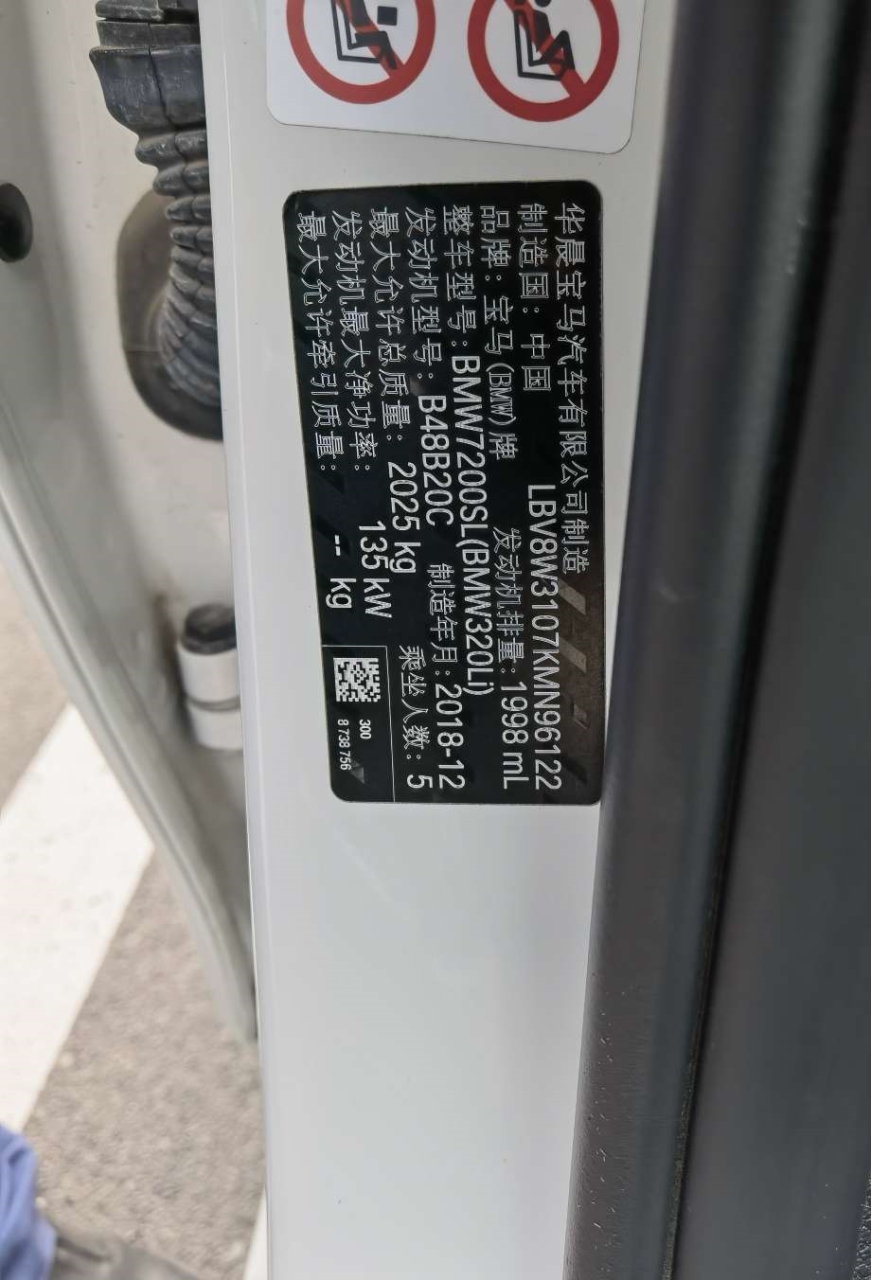 华晨宝马汽车有限公司制造
制造国：中国 LBV8W3107KMN96122
品牌：宝马(BMW)牌 发动机排量：1998 mL
整车型号：BMW7200SL(BMW320Li)
发动机型号：B48B20C 制造年月：2018-12
最大允许总质量：2025 kg 乘坐人数：5
发动机最大净功率：135 kW
最大允许牵引质量：-- kg
300
8 738 756